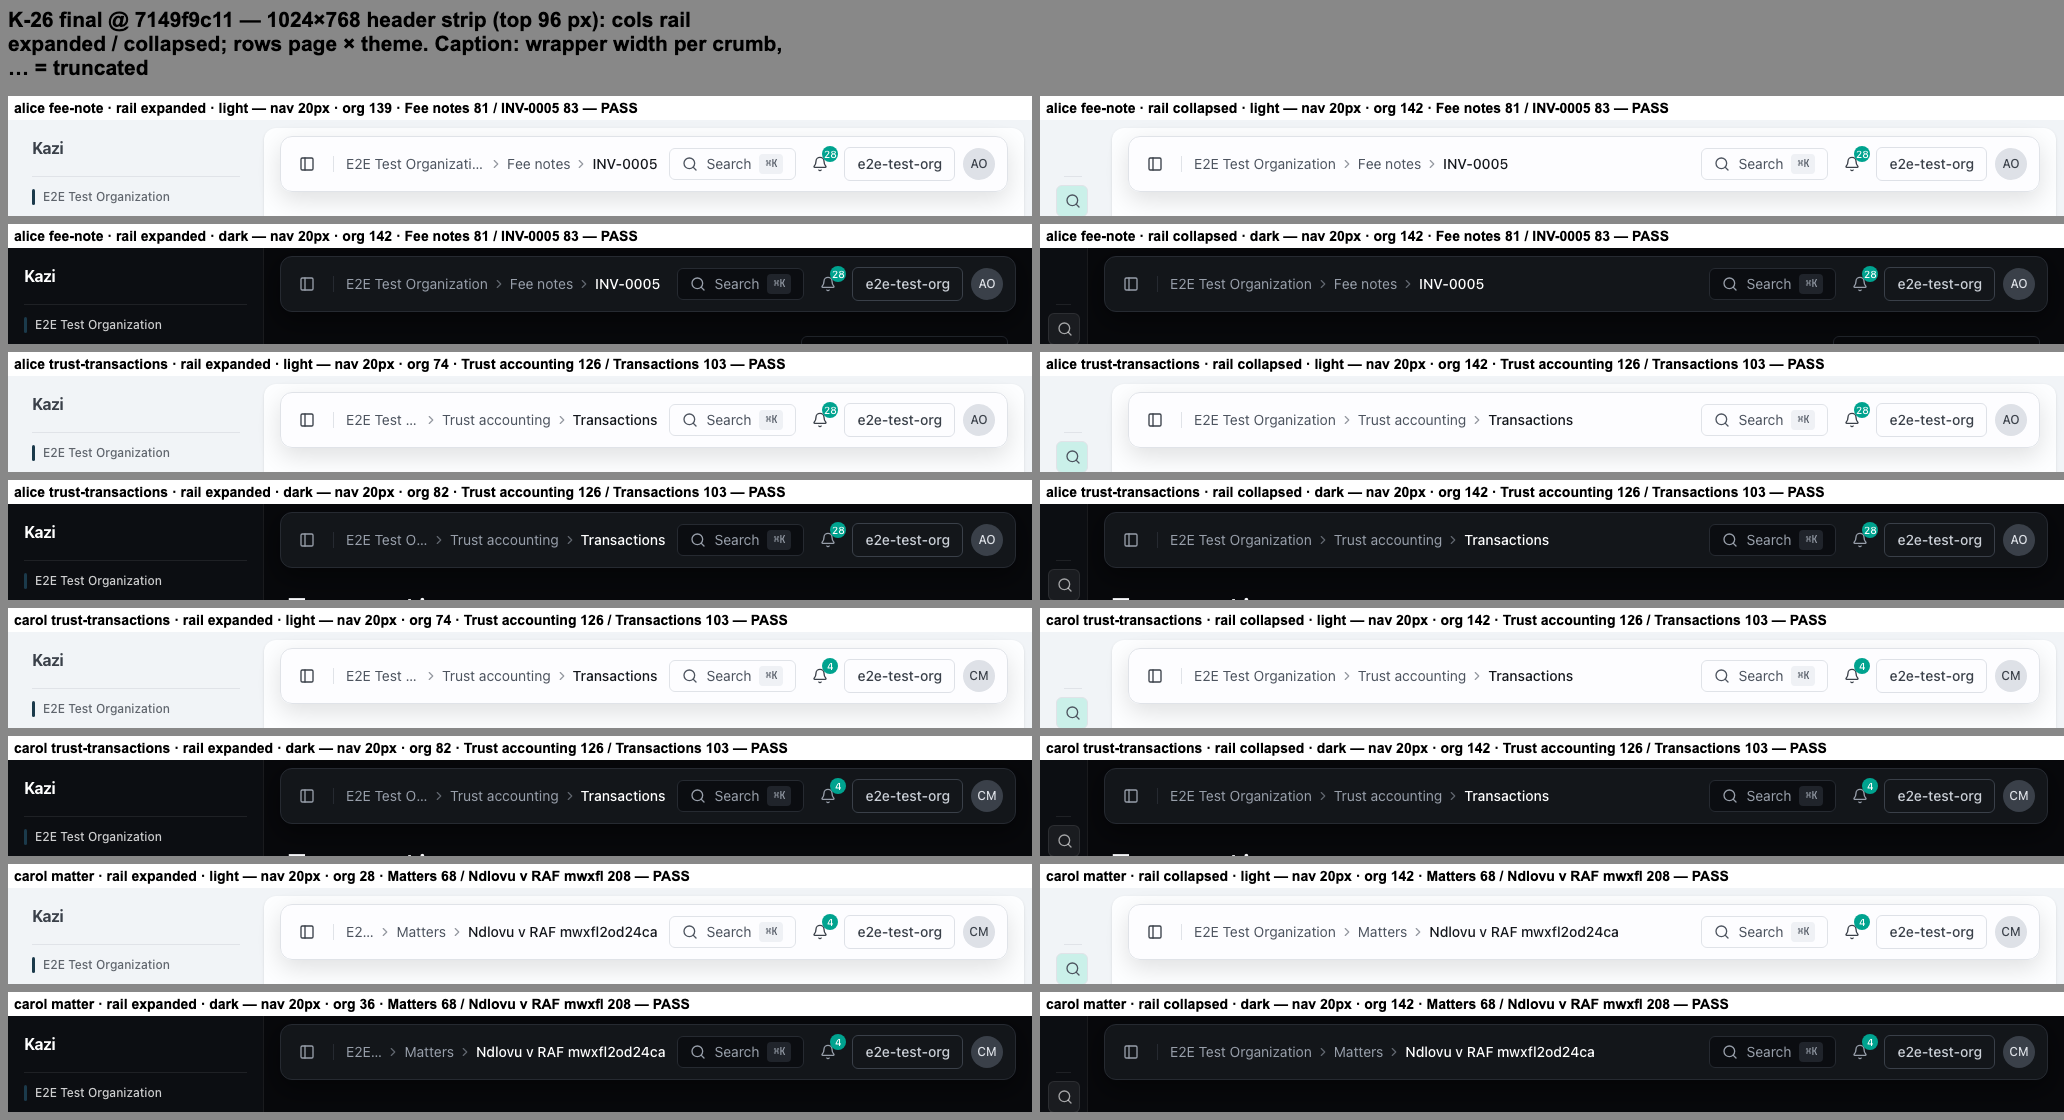 K-26 final @ 7149f9c11 — 1024×768 header strip (top 96 px): cols rail
expanded / collapsed; rows page × theme. Caption: wrapper width per crumb,
… = truncated
alice fee-note · rail expanded · light — nav 20px · org 139 · Fee notes 81 / INV-0005 83 — PASS
Kazi
E2E Test Organizati... > Fee notes > INV-0005 Search ⌘K 28 e2e-test-org AO
E2E Test Organization
alice fee-note · rail collapsed · light — nav 20px · org 142 · Fee notes 81 / INV-0005 83 — PASS
E2E Test Organization > Fee notes > INV-0005 Search ⌘K 28 e2e-test-org AO
alice fee-note · rail expanded · dark — nav 20px · org 142 · Fee notes 81 / INV-0005 83 — PASS
Kazi
E2E Test Organization > Fee notes > INV-0005 Search ⌘K 28 e2e-test-org AO
E2E Test Organization
alice fee-note · rail collapsed · dark — nav 20px · org 142 · Fee notes 81 / INV-0005 83 — PASS
E2E Test Organization > Fee notes > INV-0005 Search ⌘K 28 e2e-test-org AO
alice trust-transactions · rail expanded · light — nav 20px · org 74 · Trust accounting 126 / Transactions 103 — PASS
Kazi
E2E Test ... > Trust accounting > Transactions Search ⌘K 28 e2e-test-org AO
E2E Test Organization
alice trust-transactions · rail collapsed · light — nav 20px · org 142 · Trust accounting 126 / Transactions 103 — PASS
E2E Test Organization > Trust accounting > Transactions Search ⌘K 28 e2e-test-org AO
alice trust-transactions · rail expanded · dark — nav 20px · org 82 · Trust accounting 126 / Transactions 103 — PASS
Kazi
E2E Test O... > Trust accounting > Transactions Search ⌘K 28 e2e-test-org AO
E2E Test Organization
alice trust-transactions · rail collapsed · dark — nav 20px · org 142 · Trust accounting 126 / Transactions 103 — PASS
E2E Test Organization > Trust accounting > Transactions Search ⌘K 28 e2e-test-org AO
carol trust-transactions · rail expanded · light — nav 20px · org 74 · Trust accounting 126 / Transactions 103 — PASS
Kazi
E2E Test ... > Trust accounting > Transactions Search ⌘K 4 e2e-test-org CM
E2E Test Organization
carol trust-transactions · rail collapsed · light — nav 20px · org 142 · Trust accounting 126 / Transactions 103 — PASS
E2E Test Organization > Trust accounting > Transactions Search ⌘K 4 e2e-test-org CM
carol trust-transactions · rail expanded · dark — nav 20px · org 82 · Trust accounting 126 / Transactions 103 — PASS
Kazi
E2E Test O... > Trust accounting > Transactions Search ⌘K 4 e2e-test-org CM
E2E Test Organization
carol trust-transactions · rail collapsed · dark — nav 20px · org 142 · Trust accounting 126 / Transactions 103 — PASS
E2E Test Organization > Trust accounting > Transactions Search ⌘K 4 e2e-test-org CM
carol matter · rail expanded · light — nav 20px · org 28 · Matters 68 / Ndlovu v RAF mwxfl 208 — PASS
Kazi
E2... > Matters > Ndlovu v RAF mwxfl2od24ca Search ⌘K 4 e2e-test-org CM
E2E Test Organization
carol matter · rail collapsed · light — nav 20px · org 142 · Matters 68 / Ndlovu v RAF mwxfl 208 — PASS
E2E Test Organization > Matters > Ndlovu v RAF mwxfl2od24ca Search ⌘K 4 e2e-test-org CM
carol matter · rail expanded · dark — nav 20px · org 36 · Matters 68 / Ndlovu v RAF mwxfl 208 — PASS
Kazi
E2E... > Matters > Ndlovu v RAF mwxfl2od24ca Search ⌘K 4 e2e-test-org CM
E2E Test Organization
carol matter · rail collapsed · dark — nav 20px · org 142 · Matters 68 / Ndlovu v RAF mwxfl 208 — PASS
E2E Test Organization > Matters > Ndlovu v RAF mwxfl2od24ca Search ⌘K 4 e2e-test-org CM